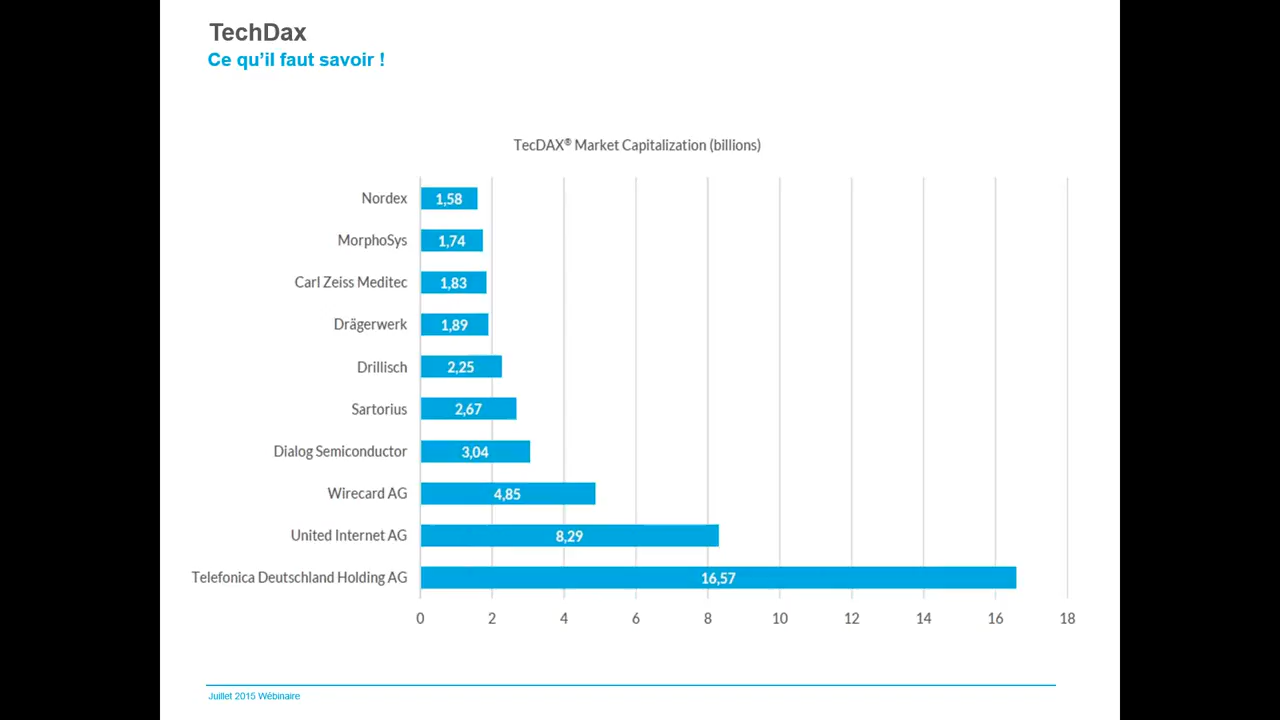 TechDax
Ce qu’il faut savoir !
TecDAX® Market Capitalization (billions)
Nordex 1,58
MorphoSys 1,74
Carl Zeiss Meditec 1,83
Drägerwerk 1,89
Drillisch 2,25
Sartorius 2,67
Dialog Semiconductor 3,04
Wirecard AG 4,85
United Internet AG 8,29
Telefonica Deutschland Holding AG 16,57
0 2 4 6 8 10 12 14 16 18
Juillet 2015 Wébinaire